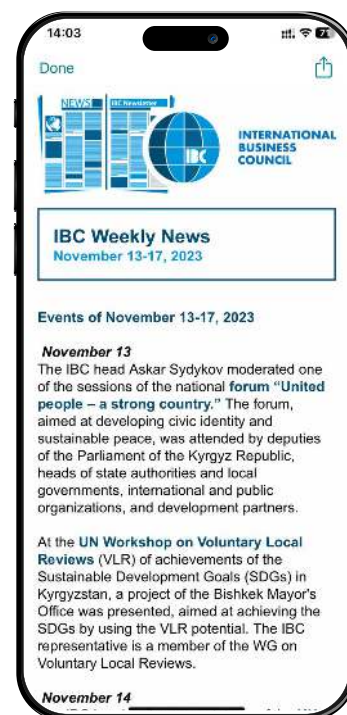 14:03
Done
NEWS
IBC Newsletter
IBC
INTERNATIONAL
BUSINESS
COUNCIL
IBC Weekly News
November 13-17, 2023
Events of November 13-17, 2023
November 13
The IBC head Askar Sydykov moderated one
of the sessions of the national forum “United
people – a strong country.” The forum,
aimed at developing civic identity and
sustainable peace, was attended by deputies
of the Parliament of the Kyrgyz Republic,
heads of state authorities and local
governments, international and public
organizations, and development partners.
At the UN Workshop on Voluntary Local
Reviews (VLR) of achievements of the
Sustainable Development Goals (SDGs) in
Kyrgyzstan, a project of the Bishkek Mayor's
Office was presented, aimed at achieving the
SDGs by using the VLR potential. The IBC
representative is a member of the WG on
Voluntary Local Reviews.
November 14